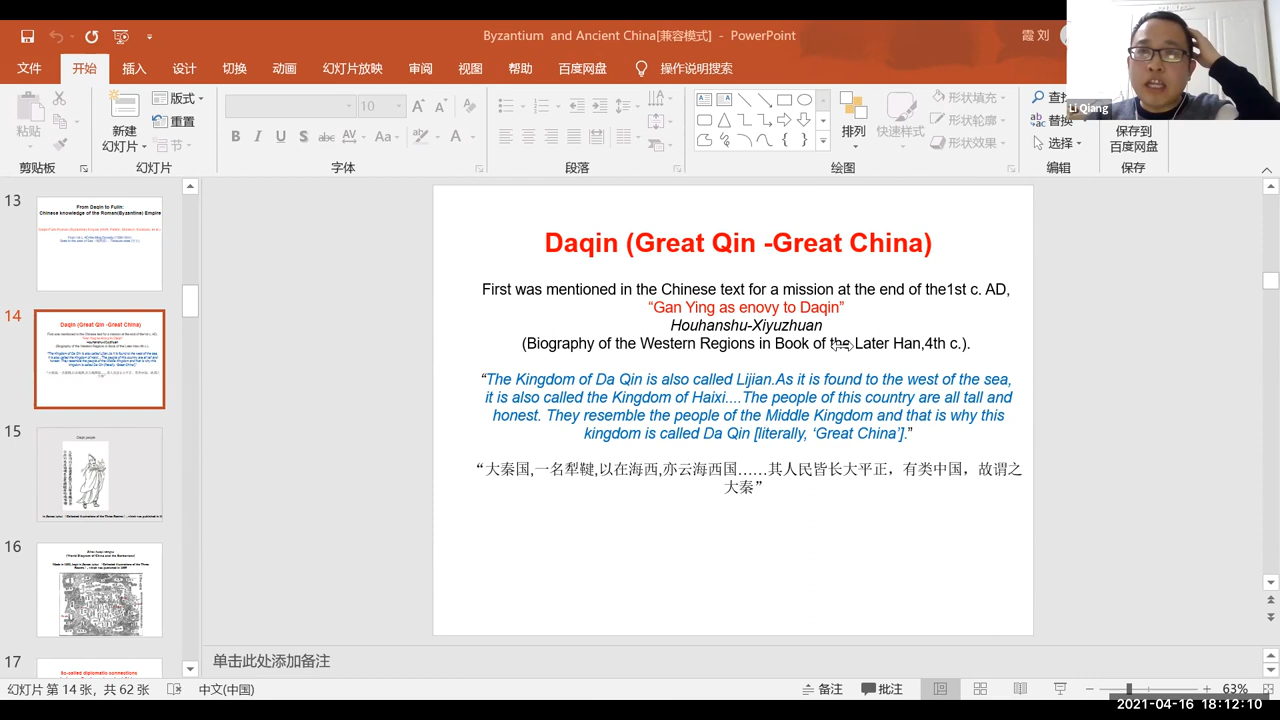 Byzantium and Ancient China[兼容模式] - PowerPoint
霞 刘
文件 开始 插入 设计 切换 动画 幻灯片放映 审阅 视图 帮助 百度网盘 操作说明搜索
Li Qiang
粘贴
剪贴板
新建
幻灯片
版式
重置
节
幻灯片
10
B I U S abc AV Aa A
字体
段落
排列
快速样式
形状填充
形状轮廓
形状效果
绘图
替换
选择
编辑
保存到
百度网盘
保存
13
From Daqin to Fulin:
Chinese knowledge of the Roman(Byzantine) Empire
14
Daqin (Great Qin -Great China)
15
16
17
So-called diplomatic connections
Daqin (Great Qin -Great China)
First was mentioned in the Chinese text for a mission at the end of the1st c. AD,
“Gan Ying as enovy to Daqin”
Houhanshu-Xiyuzhuan
(Biography of the Western Regions in Book of the Later Han,4th c.).
“The Kingdom of Da Qin is also called Lijian.As it is found to the west of the sea,
it is also called the Kingdom of Haixi....The people of this country are all tall and
honest. They resemble the people of the Middle Kingdom and that is why this
kingdom is called Da Qin [literally, ‘Great China’].”
“大秦国,一名犁鞬,以在海西,亦云海西国……其人民皆长大平正，有类中国，故谓之
大秦”
单击此处添加备注
幻灯片 第 14 张，共 62 张 中文(中国)
备注 批注 63%
2021-04-16 18:12:10